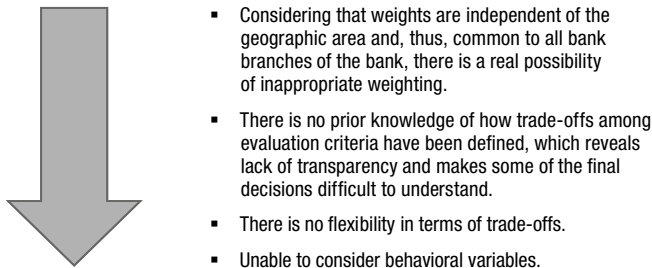 ▪ Considering that weights are independent of the
geographic area and, thus, common to all bank
branches of the bank, there is a real possibility
of inappropriate weighting.
▪ There is no prior knowledge of how trade-offs among
evaluation criteria have been defined, which reveals
lack of transparency and makes some of the final
decisions difficult to understand.
▪ There is no flexibility in terms of trade-offs.
▪ Unable to consider behavioral variables.